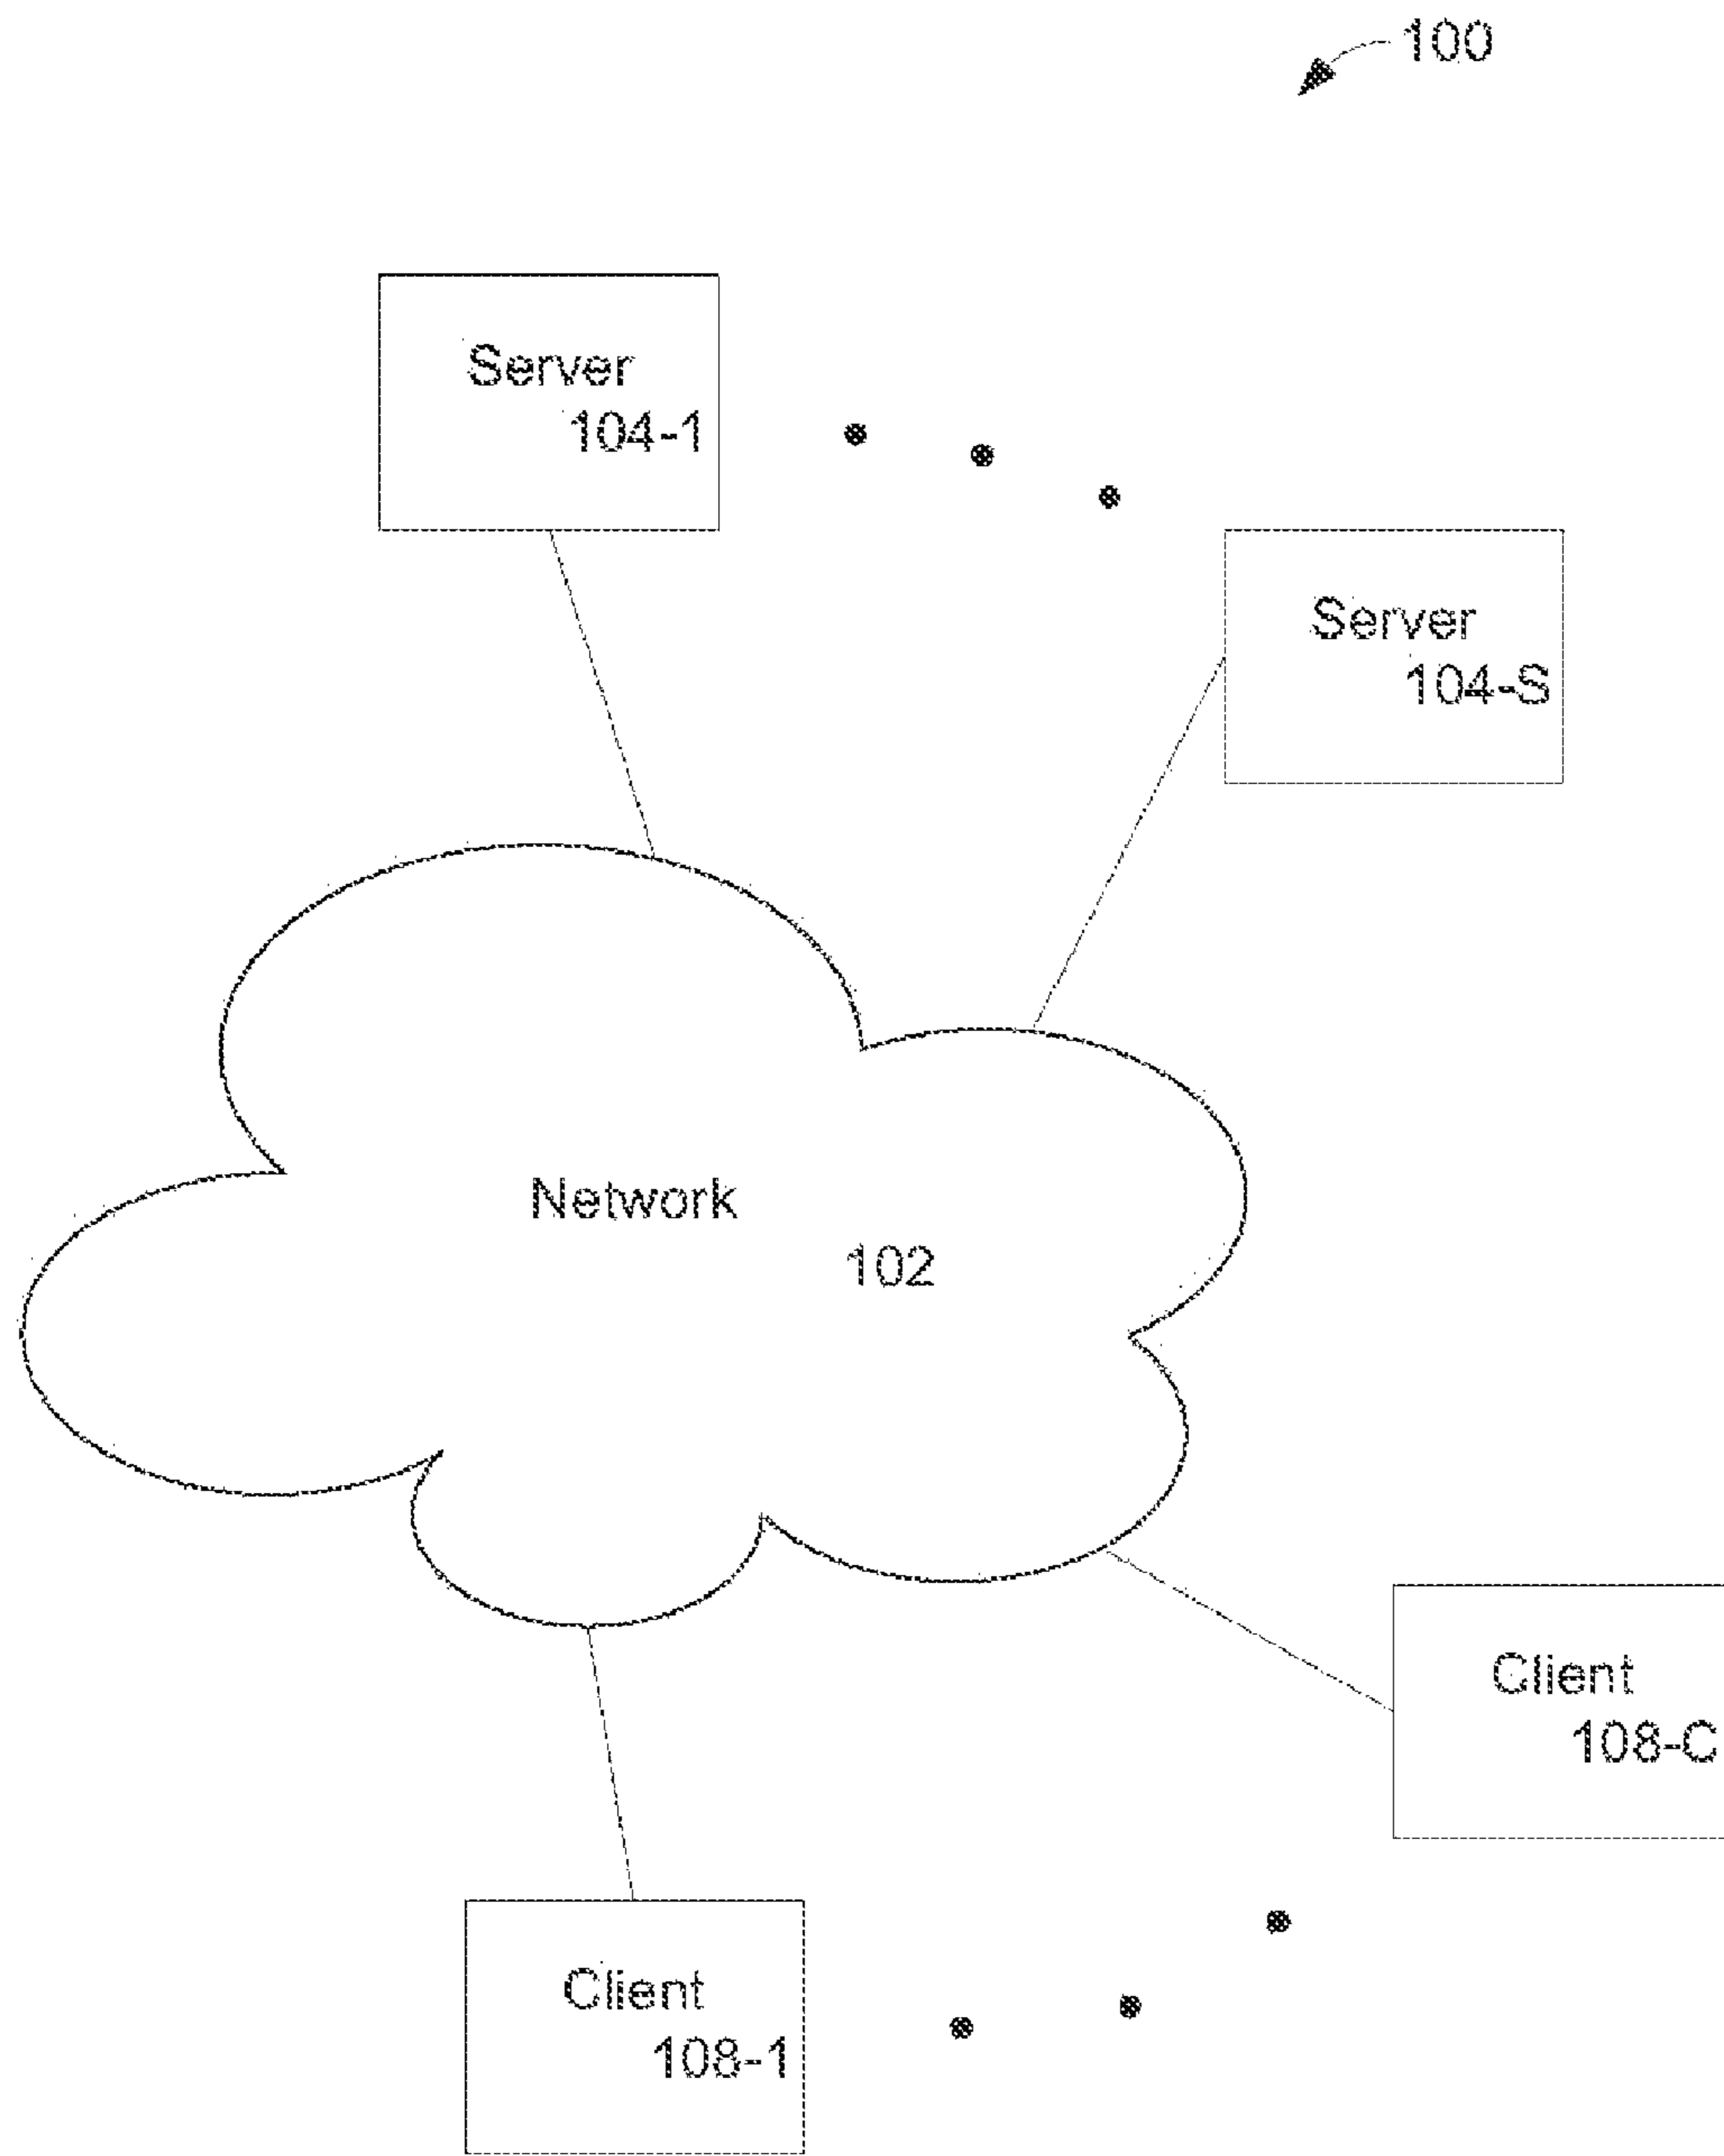 100
Server
104-1
Server
104-S
Network
102
Client
108-C
Client
108-1